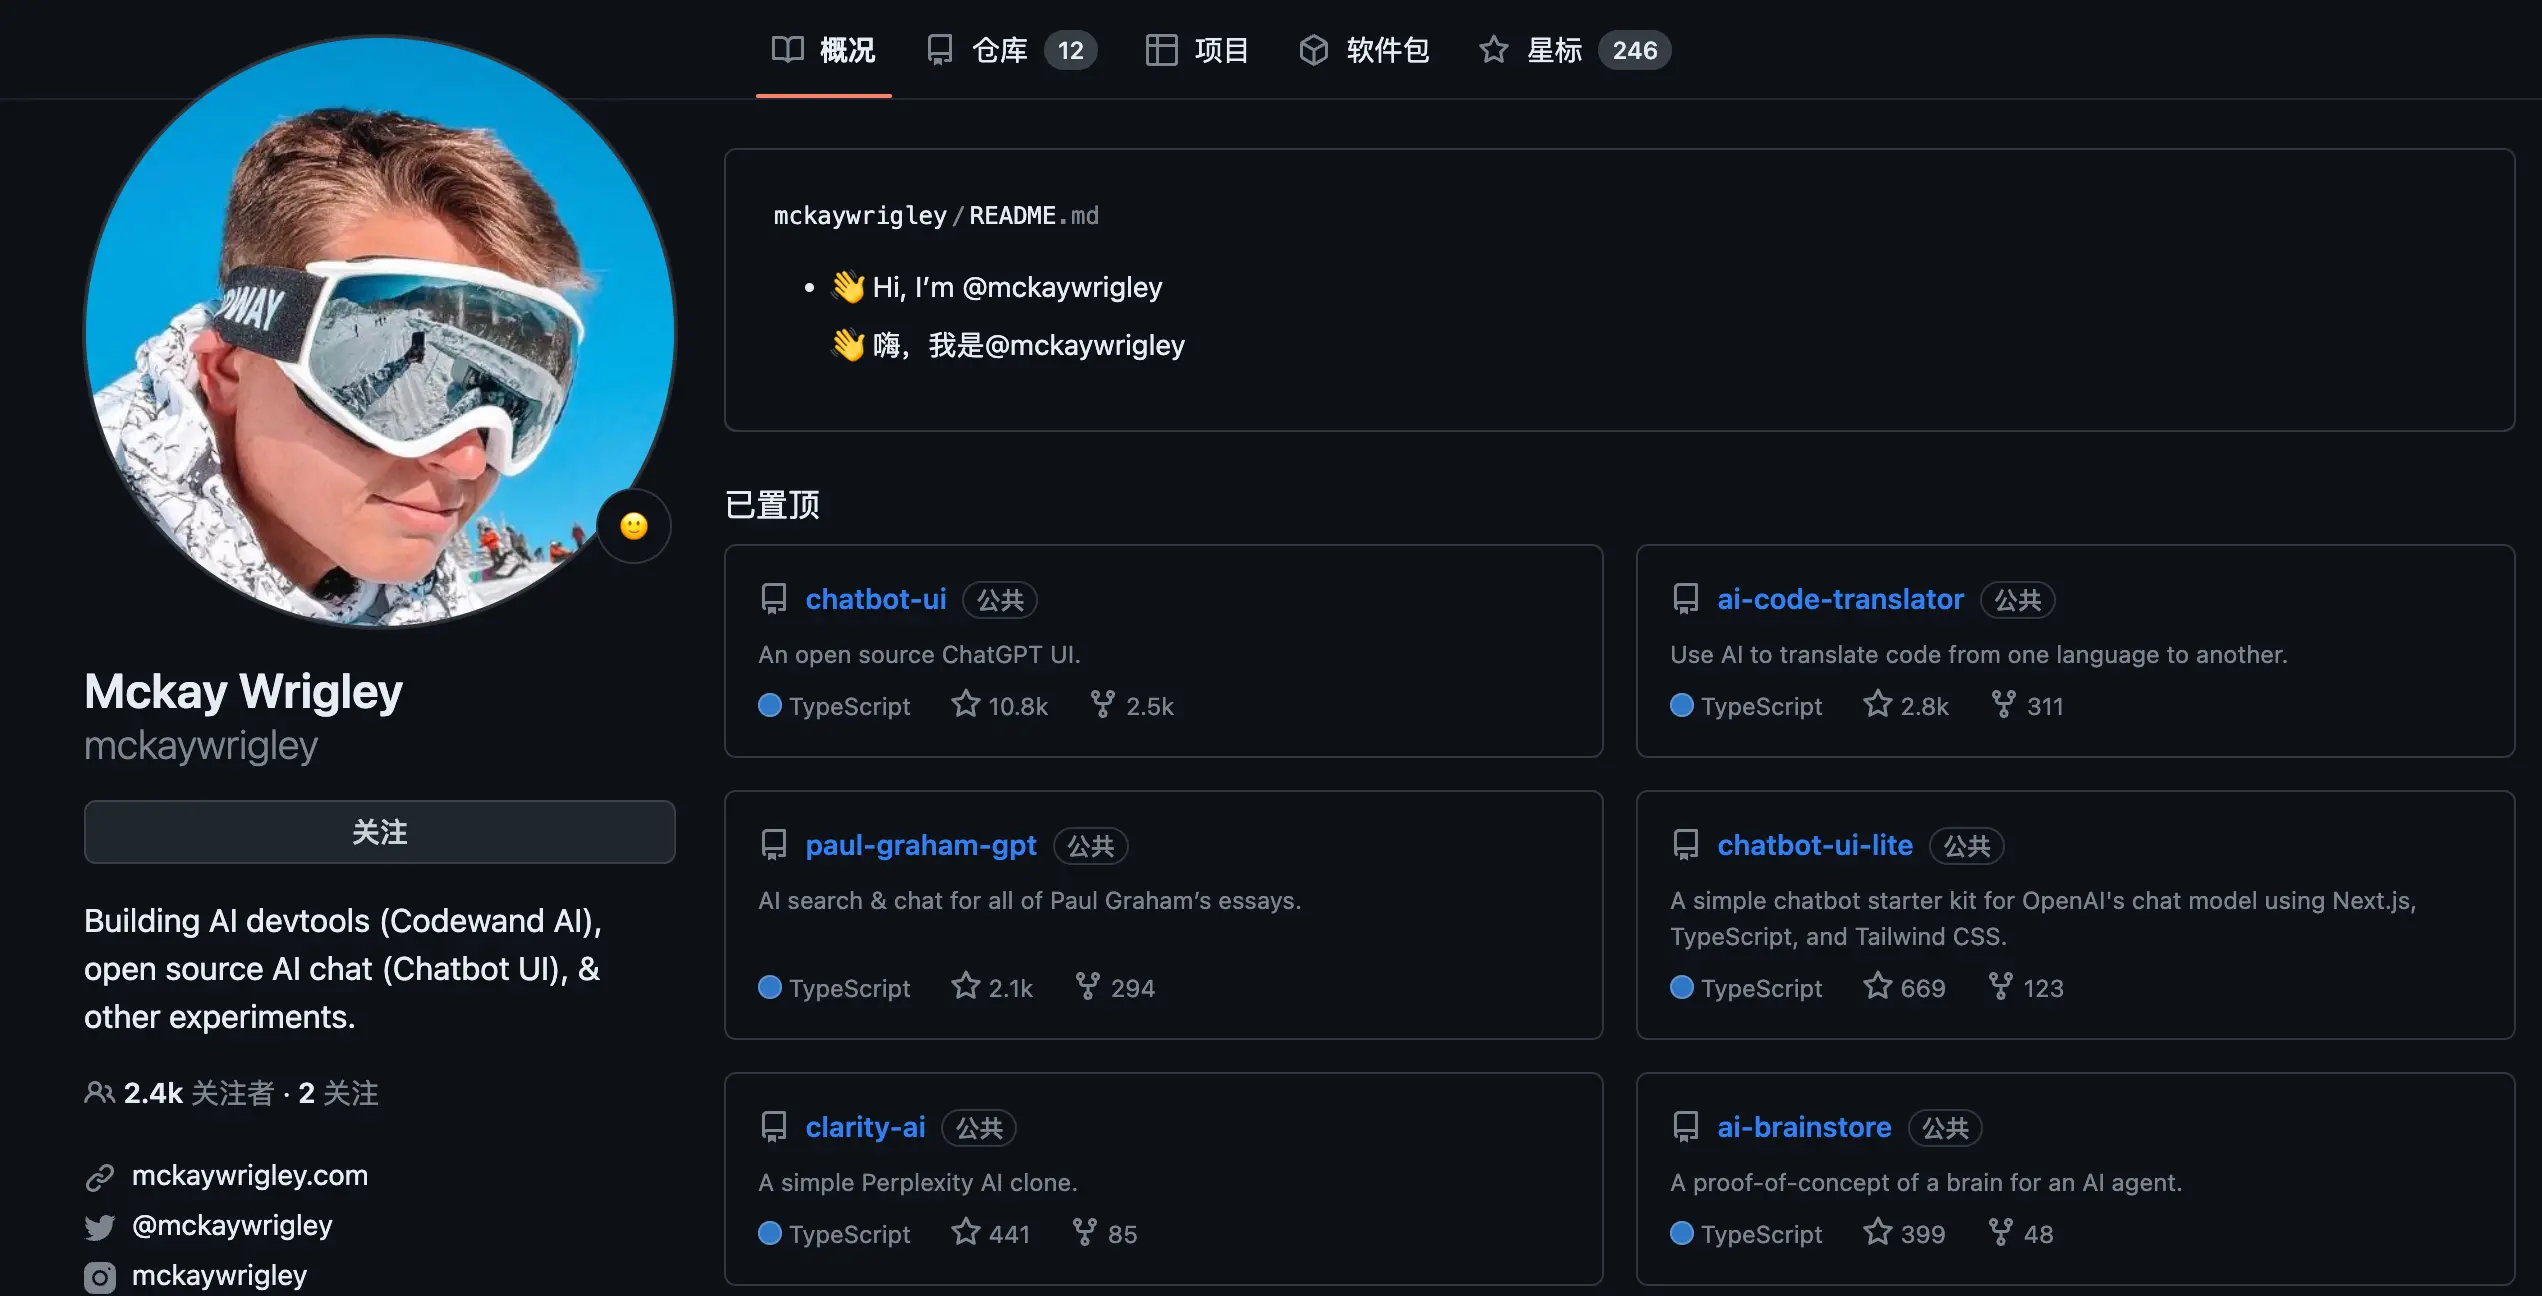 概况
仓库 12
项目
软件包
星标 246
PWAY
Mckay Wrigley
mckaywrigley
关注
Building AI devtools (Codewand AI),
open source AI chat (Chatbot UI), &
other experiments.
2.4k 关注者 · 2 关注
mckaywrigley.com
@mckaywrigley
mckaywrigley
mckaywrigley/README.md
• 👋 Hi, I’m @mckaywrigley
👋 嗨，我是@mckaywrigley
已置顶
chatbot-ui 公共
An open source ChatGPT UI.
TypeScript 10.8k 2.5k
ai-code-translator 公共
Use AI to translate code from one language to another.
TypeScript 2.8k 311
paul-graham-gpt 公共
AI search & chat for all of Paul Graham’s essays.
TypeScript 2.1k 294
chatbot-ui-lite 公共
A simple chatbot starter kit for OpenAI's chat model using Next.js,
TypeScript, and Tailwind CSS.
TypeScript 669 123
clarity-ai 公共
A simple Perplexity AI clone.
TypeScript 441 85
ai-brainstore 公共
A proof-of-concept of a brain for an AI agent.
TypeScript 399 48